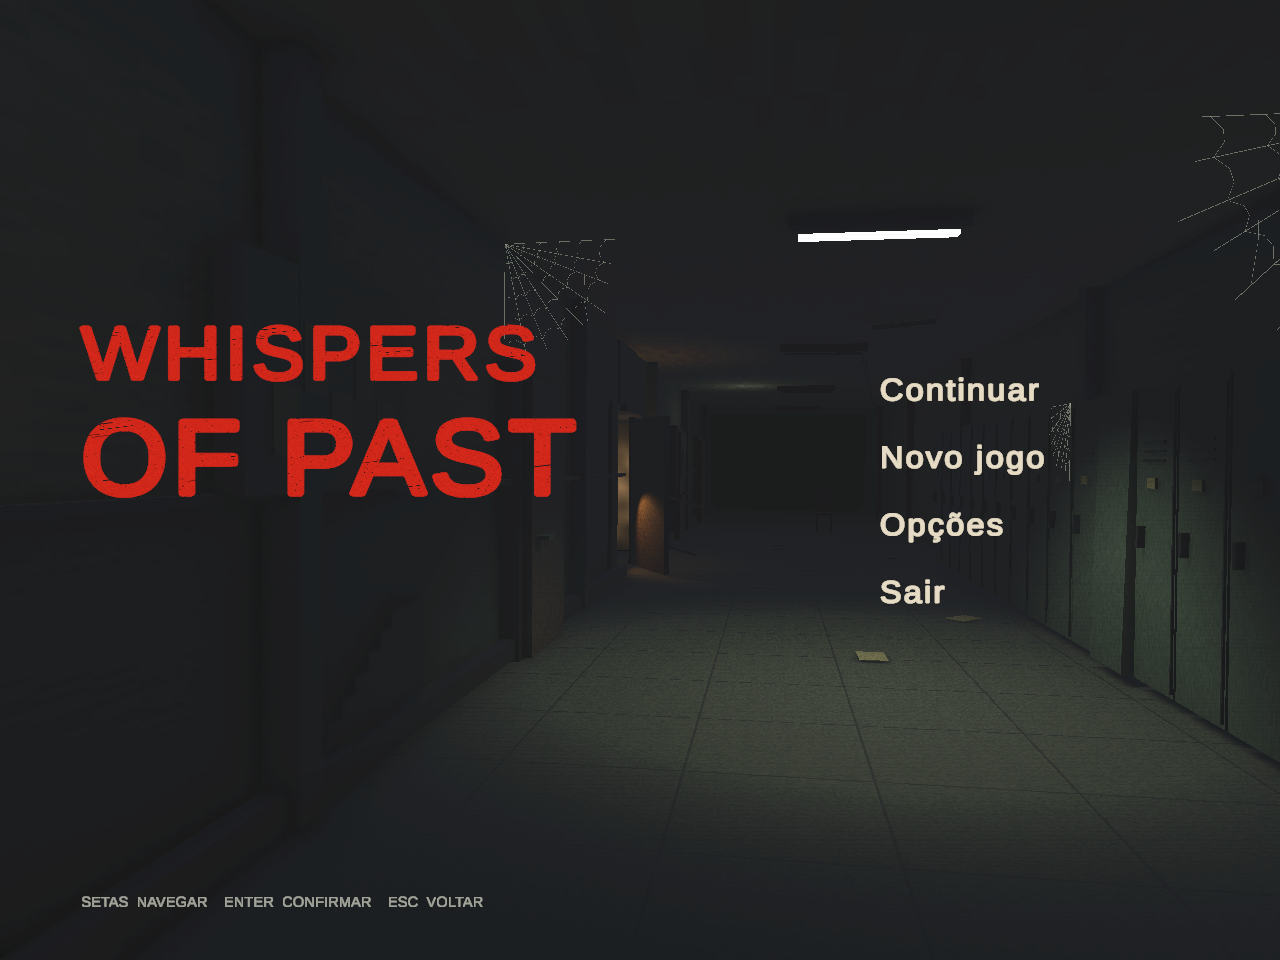 WHISPERS
OF PAST
Continuar
Novo jogo
Opções
Sair
SETAS NAVEGAR ENTER CONFIRMAR ESC VOLTAR